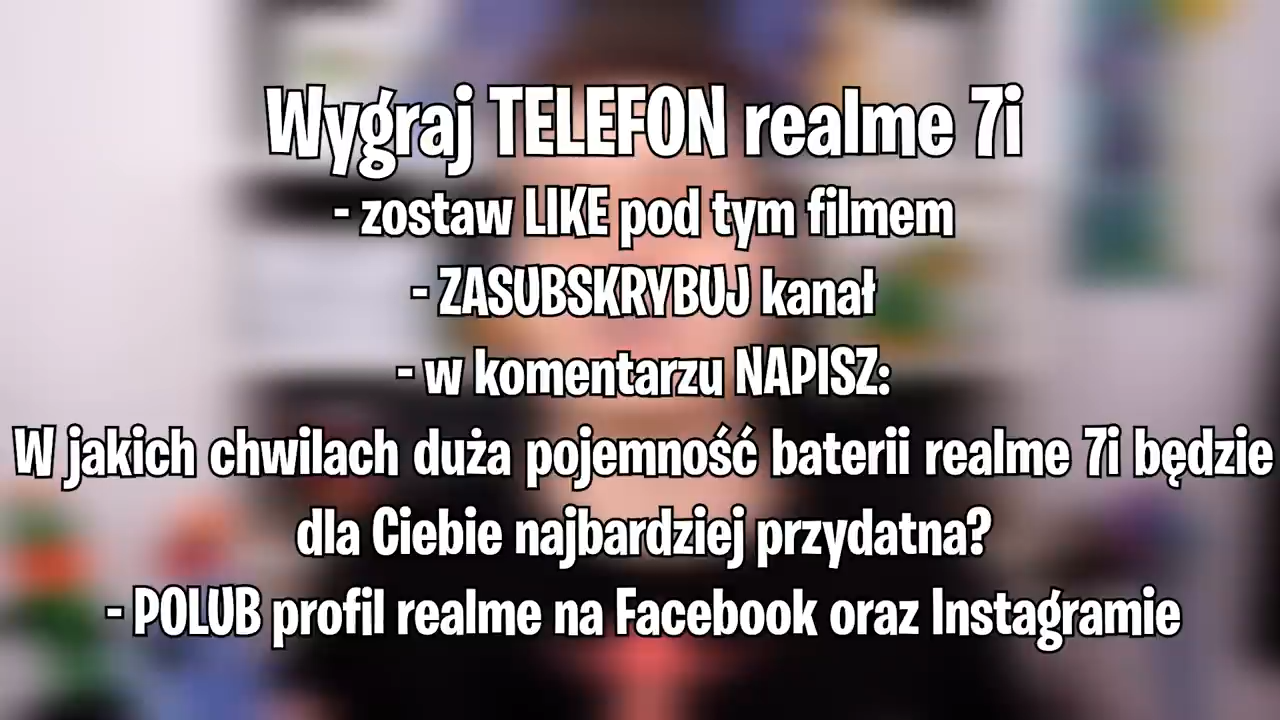 Wygraj TELEFON realme 7i
- zostaw LIKE pod tym filmem
- ZASUBSKRYBUJ kanał
- w komentarzu NAPISZ:
W jakich chwilach duża pojemność baterii realme 7i będzie
dla Ciebie najbardziej przydatna?
- POLUB profil realme na Facebook oraz Instagramie